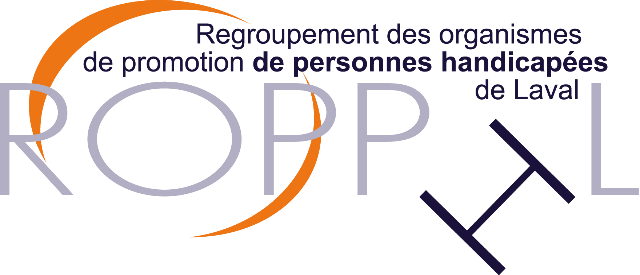 Regroupement des organismes
de promotion de personnes handicapées
de Laval
ROPPHL